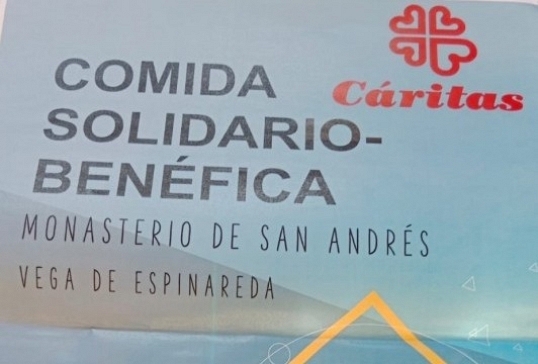 Cáritas
COMIDA
SOLIDARIO-
BENÉFICA
MONASTERIO DE SAN ANDRÉS
VEGA DE ESPINAREDA